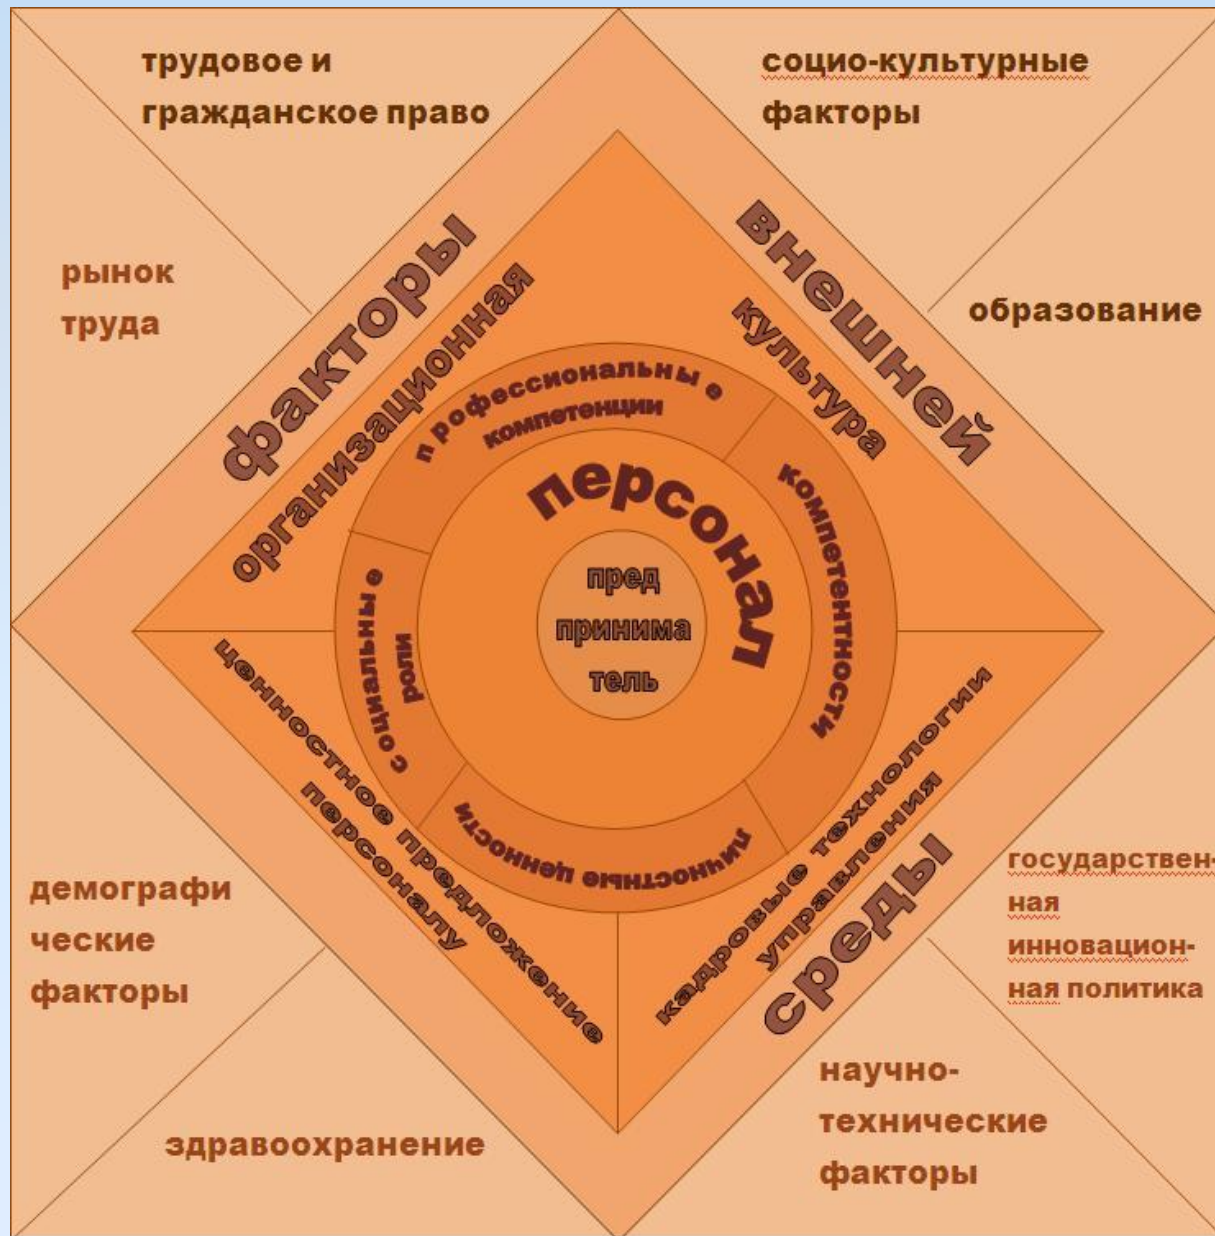 трудовое и
гражданское право
социо-культурные
факторы
рынок
труда
образование
факторы
внешней
среды
организационная
культура
профессиональные
компетенции
компетентности
персонал
пред
принима
тель
социальные
роли
личностные ценности
ценностное предложение
персоналу
кадровые технологии
управления
демографи
ческие
факторы
государствен-
ная
инновацион-
ная политика
здравоохранение
научно-
технические
факторы